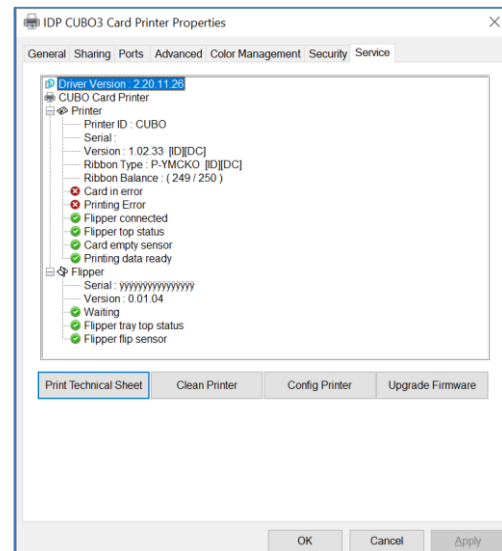 IDP CUBO3 Card Printer Properties
General Sharing Ports Advanced Color Management Security Service
Driver Version : 2.20.11.26
CUBO Card Printer
Printer
Printer ID : CUBO
Serial :
Version : 1.02.33 [ID][DC]
Ribbon Type : P-YMCKO [ID][DC]
Ribbon Balance : ( 249 / 250 )
Card in error
Printing Error
Flipper connected
Flipper top status
Card empty sensor
Printing data ready
Flipper
Serial : ÿÿÿÿÿÿÿÿÿÿÿÿÿÿÿÿ
Version : 0.01.04
Waiting
Flipper tray top status
Flipper flip sensor
Print Technical Sheet Clean Printer Config Printer Upgrade Firmware
OK Cancel Apply